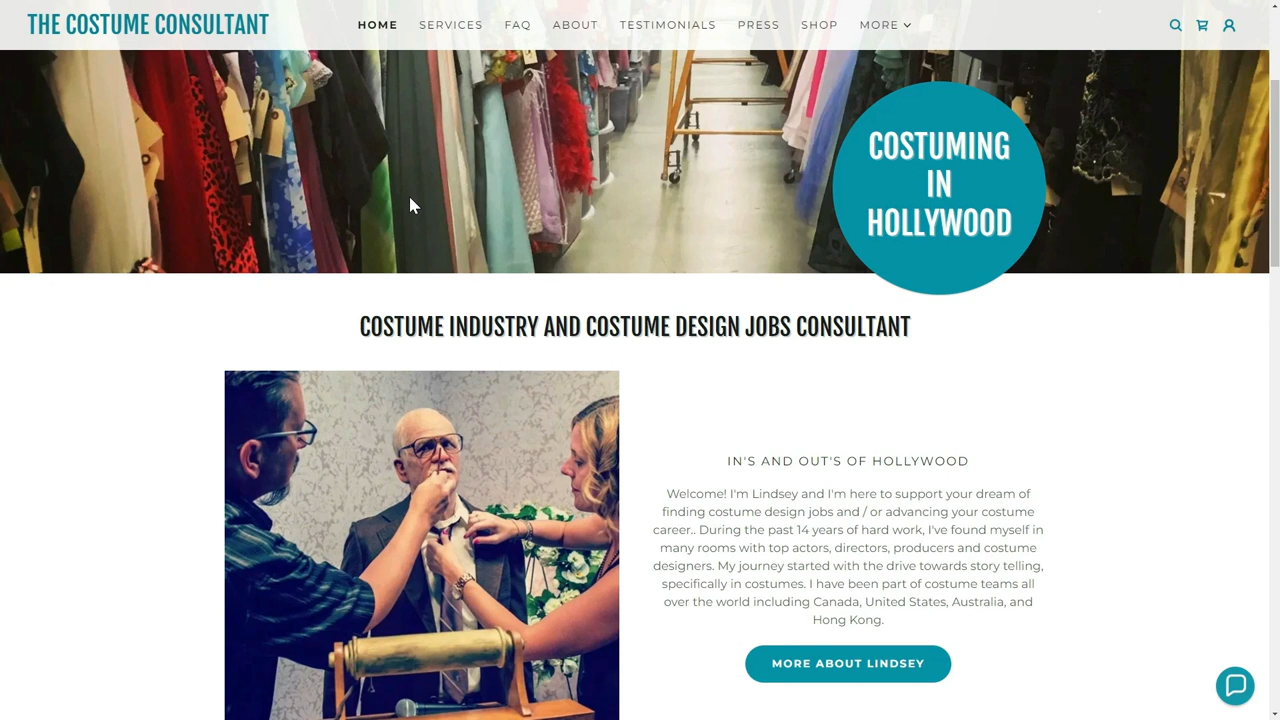 THE COSTUME CONSULTANT
HOME SERVICES FAQ ABOUT TESTIMONIALS PRESS SHOP MORE
COSTUMING
IN
HOLLYWOOD
COSTUME INDUSTRY AND COSTUME DESIGN JOBS CONSULTANT
IN'S AND OUT'S OF HOLLYWOOD
Welcome! I'm Lindsey and I'm here to support your dream of
finding costume design jobs and / or advancing your costume
career.. During the past 14 years of hard work, I've found myself in
many rooms with top actors, directors, producers and costume
designers. My journey started with the drive towards story telling,
specifically in costumes. I have been part of costume teams all
over the world including Canada, United States, Australia, and
Hong Kong.
MORE ABOUT LINDSEY